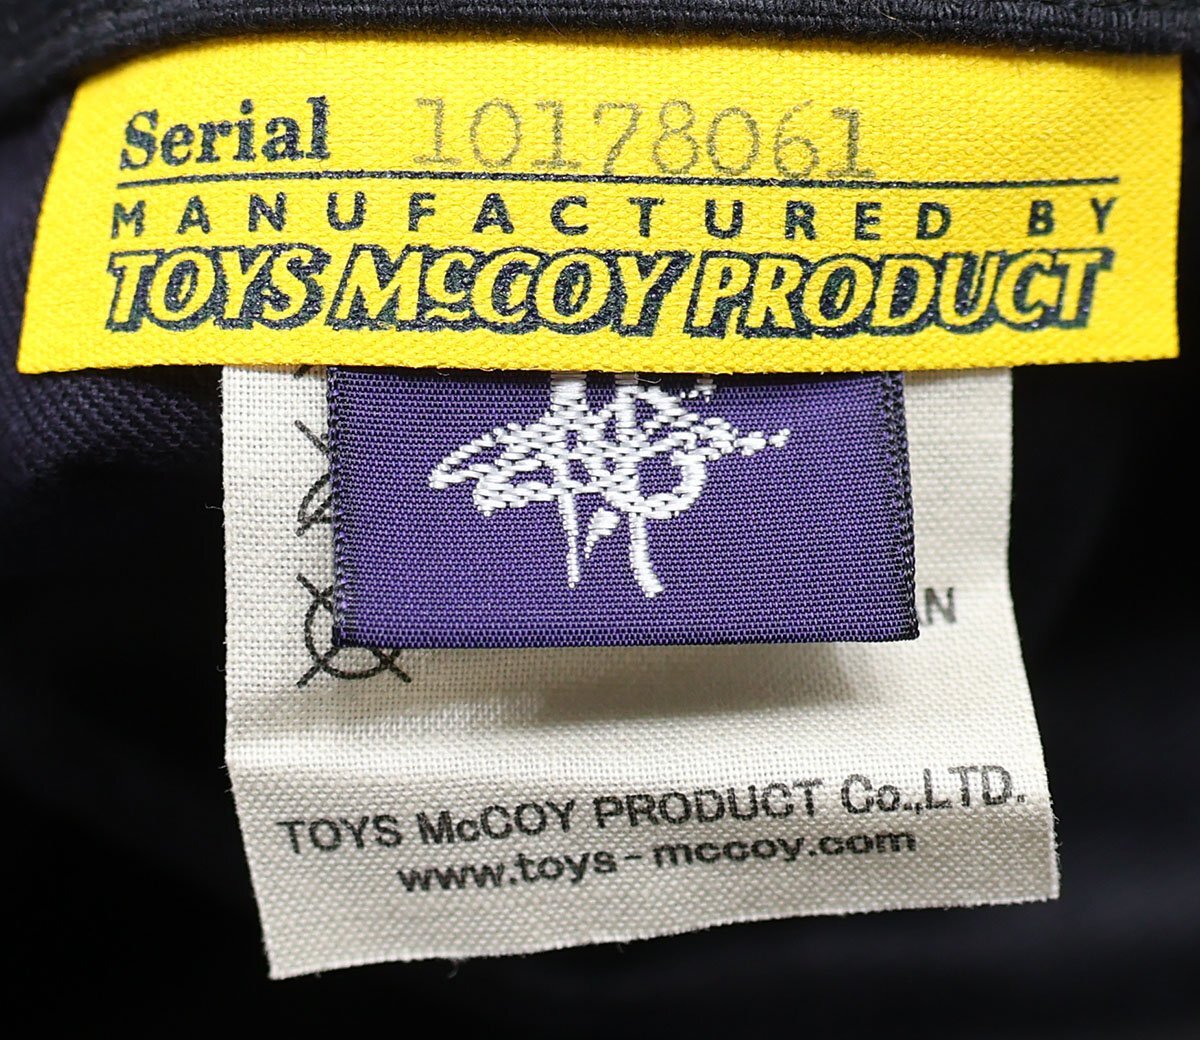 Serial 10178061
MANUFACTURED BY
TOYS McCOY PRODUCT
TOYS McCOY PRODUCT Co.,LTD.
www.toys-mccoy.com